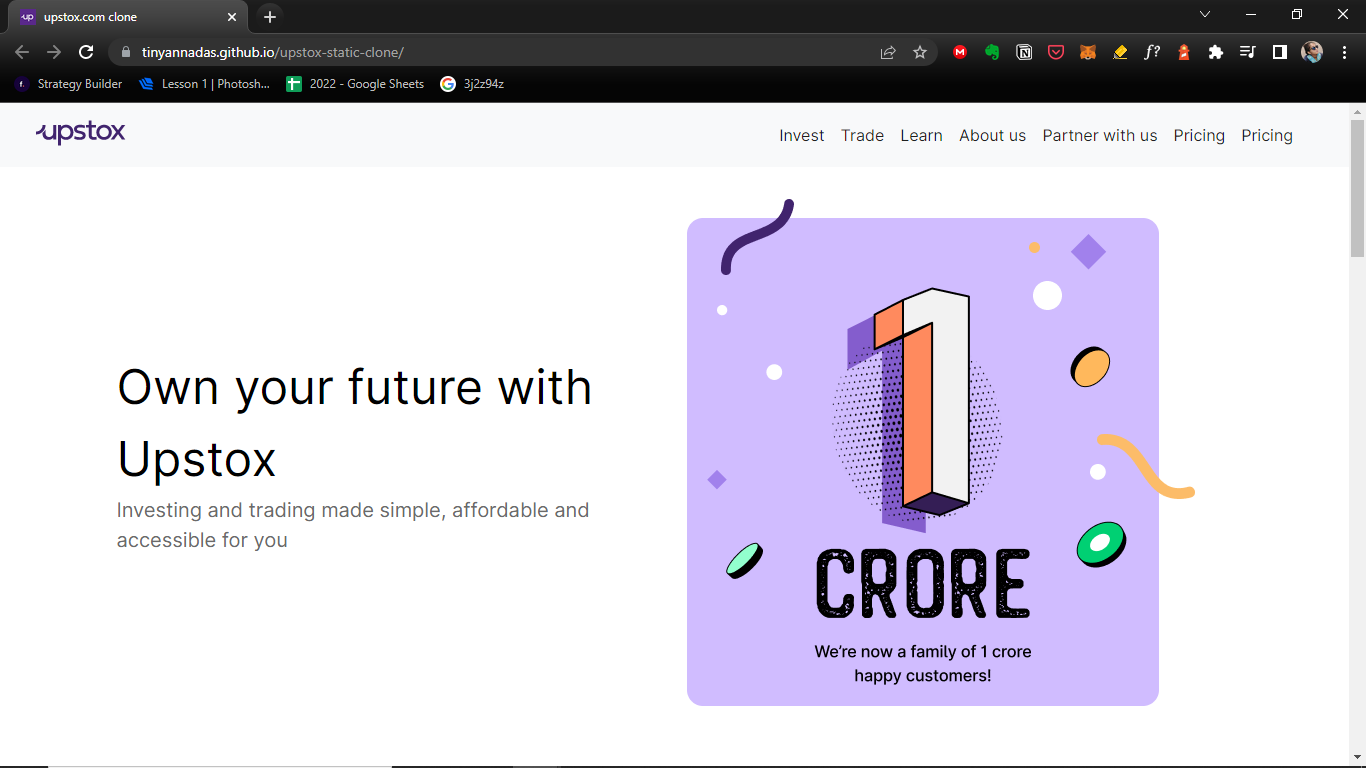 up upstox.com clone
tinyannadas.github.io/upstox-static-clone/
M N f?
f. Strategy Builder Lesson 1 | Photosh... 2022 - Google Sheets G 3j2z94z
upstox Invest Trade Learn About us Partner with us Pricing Pricing
Own your future with
Upstox
Investing and trading made simple, affordable and
accessible for you
1
CRORE
We're now a family of 1 crore
happy customers!